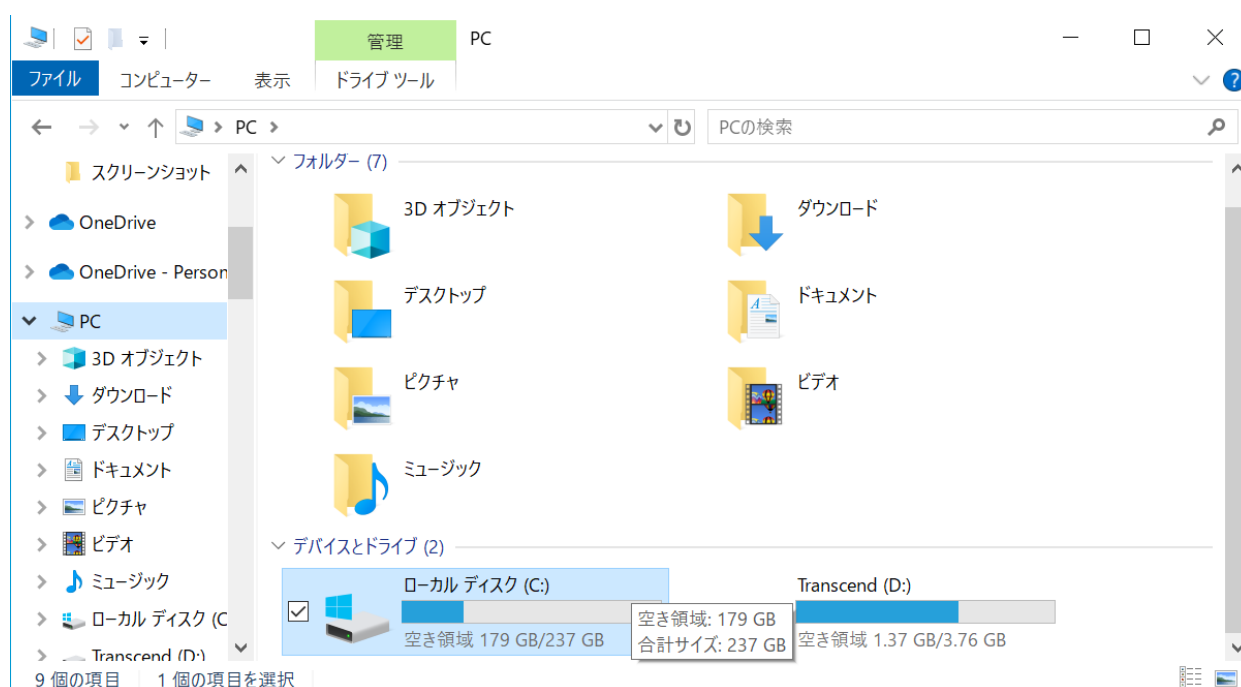 管理 PC
ファイル コンピューター 表示 ドライブ ツール
PC
PCの検索
スクリーンショット
OneDrive
OneDrive - Person
PC
3D オブジェクト
ダウンロード
デスクトップ
ドキュメント
ピクチャ
ビデオ
ミュージック
ローカル ディスク (C
Transcend (D:)
フォルダー (7)
3D オブジェクト
ダウンロード
デスクトップ
ドキュメント
ピクチャ
ビデオ
ミュージック
デバイスとドライブ (2)
ローカル ディスク (C:)
空き領域 179 GB/237 GB
空き領域: 179 GB
合計サイズ: 237 GB
Transcend (D:)
空き領域 1.37 GB/3.76 GB
9 個の項目 1 個の項目を選択